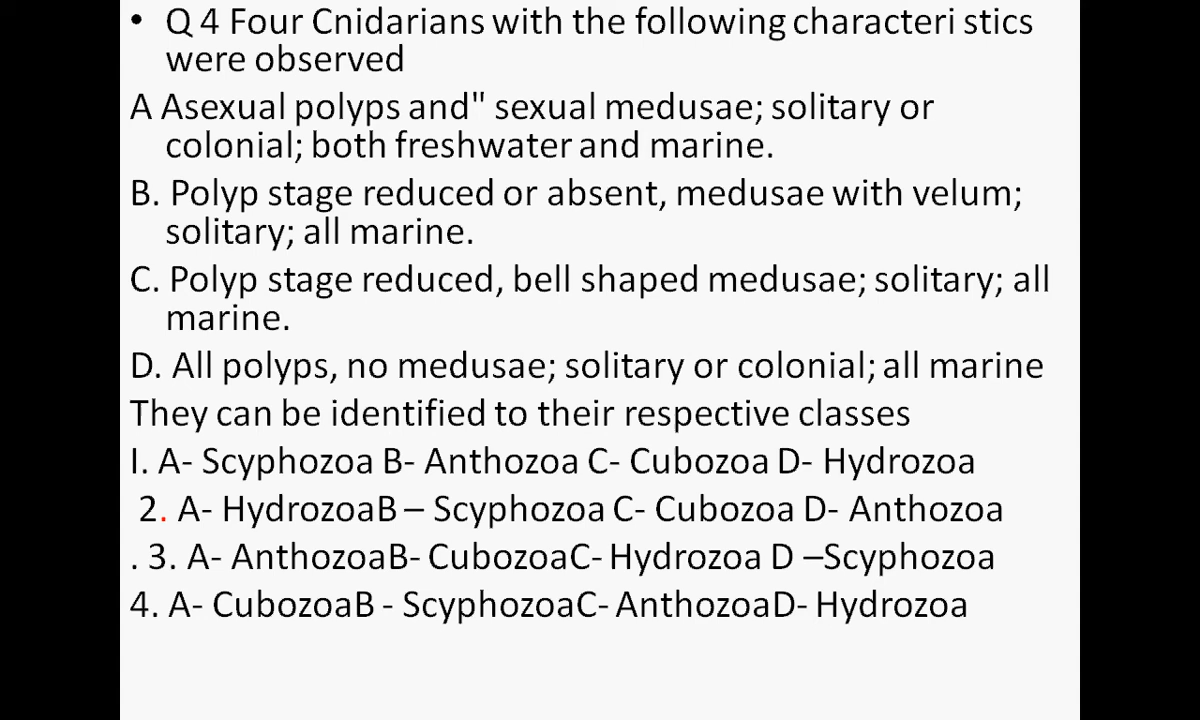 • Q 4 Four Cnidarians with the following characteri stics
were observed
A Asexual polyps and" sexual medusae; solitary or
colonial; both freshwater and marine.
B. Polyp stage reduced or absent, medusae with velum;
solitary; all marine.
C. Polyp stage reduced, bell shaped medusae; solitary; all
marine.
D. All polyps, no medusae; solitary or colonial; all marine
They can be identified to their respective classes
I. A- Scyphozoa B- Anthozoa C- Cubozoa D- Hydrozoa
2. A- HydrozoaB – Scyphozoa C- Cubozoa D- Anthozoa
. 3. A- AnthozoaB- CubozoaC- Hydrozoa D –Scyphozoa
4. A- CubozoaB - ScyphozoaC- AnthozoaD- Hydrozoa